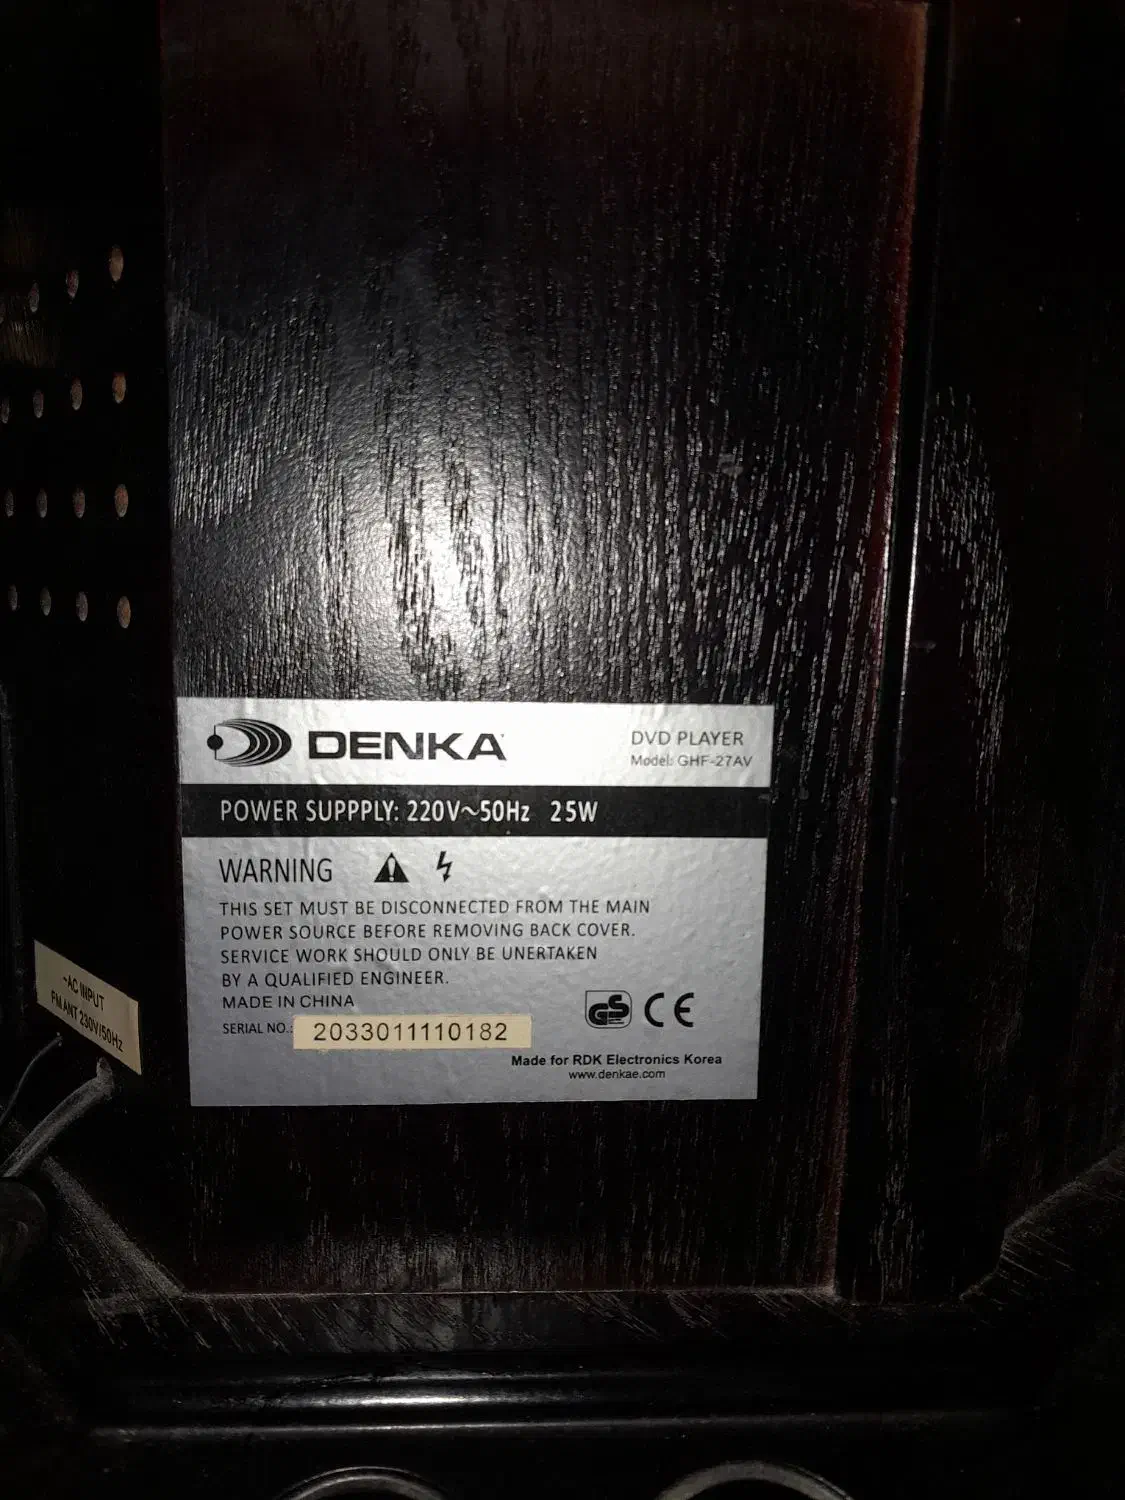 DENKA
DVD PLAYER
Model: GHF-27AV
POWER SUPPPLY: 220V~50Hz 25W
WARNING
THIS SET MUST BE DISCONNECTED FROM THE MAIN
POWER SOURCE BEFORE REMOVING BACK COVER.
SERVICE WORK SHOULD ONLY BE UNERTAKEN
BY A QUALIFIED ENGINEER.
MADE IN CHINA
SERIAL NO.: 2033011110182
GS CE
Made for RDK Electronics Korea
www.denkae.com
~AC INPUT
FM ANT 230V/50Hz